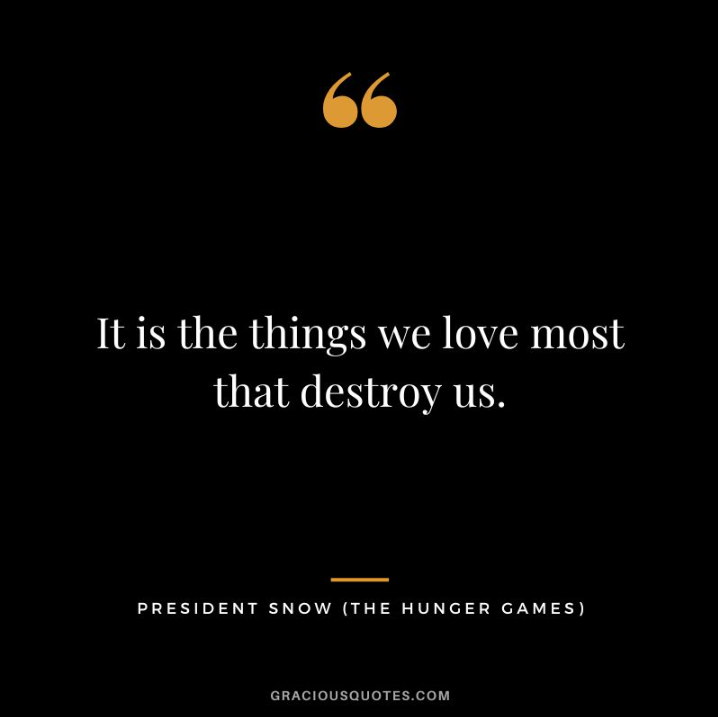 “
It is the things we love most
that destroy us.
PRESIDENT SNOW (THE HUNGER GAMES)
GRACIOUSQUOTES.COM